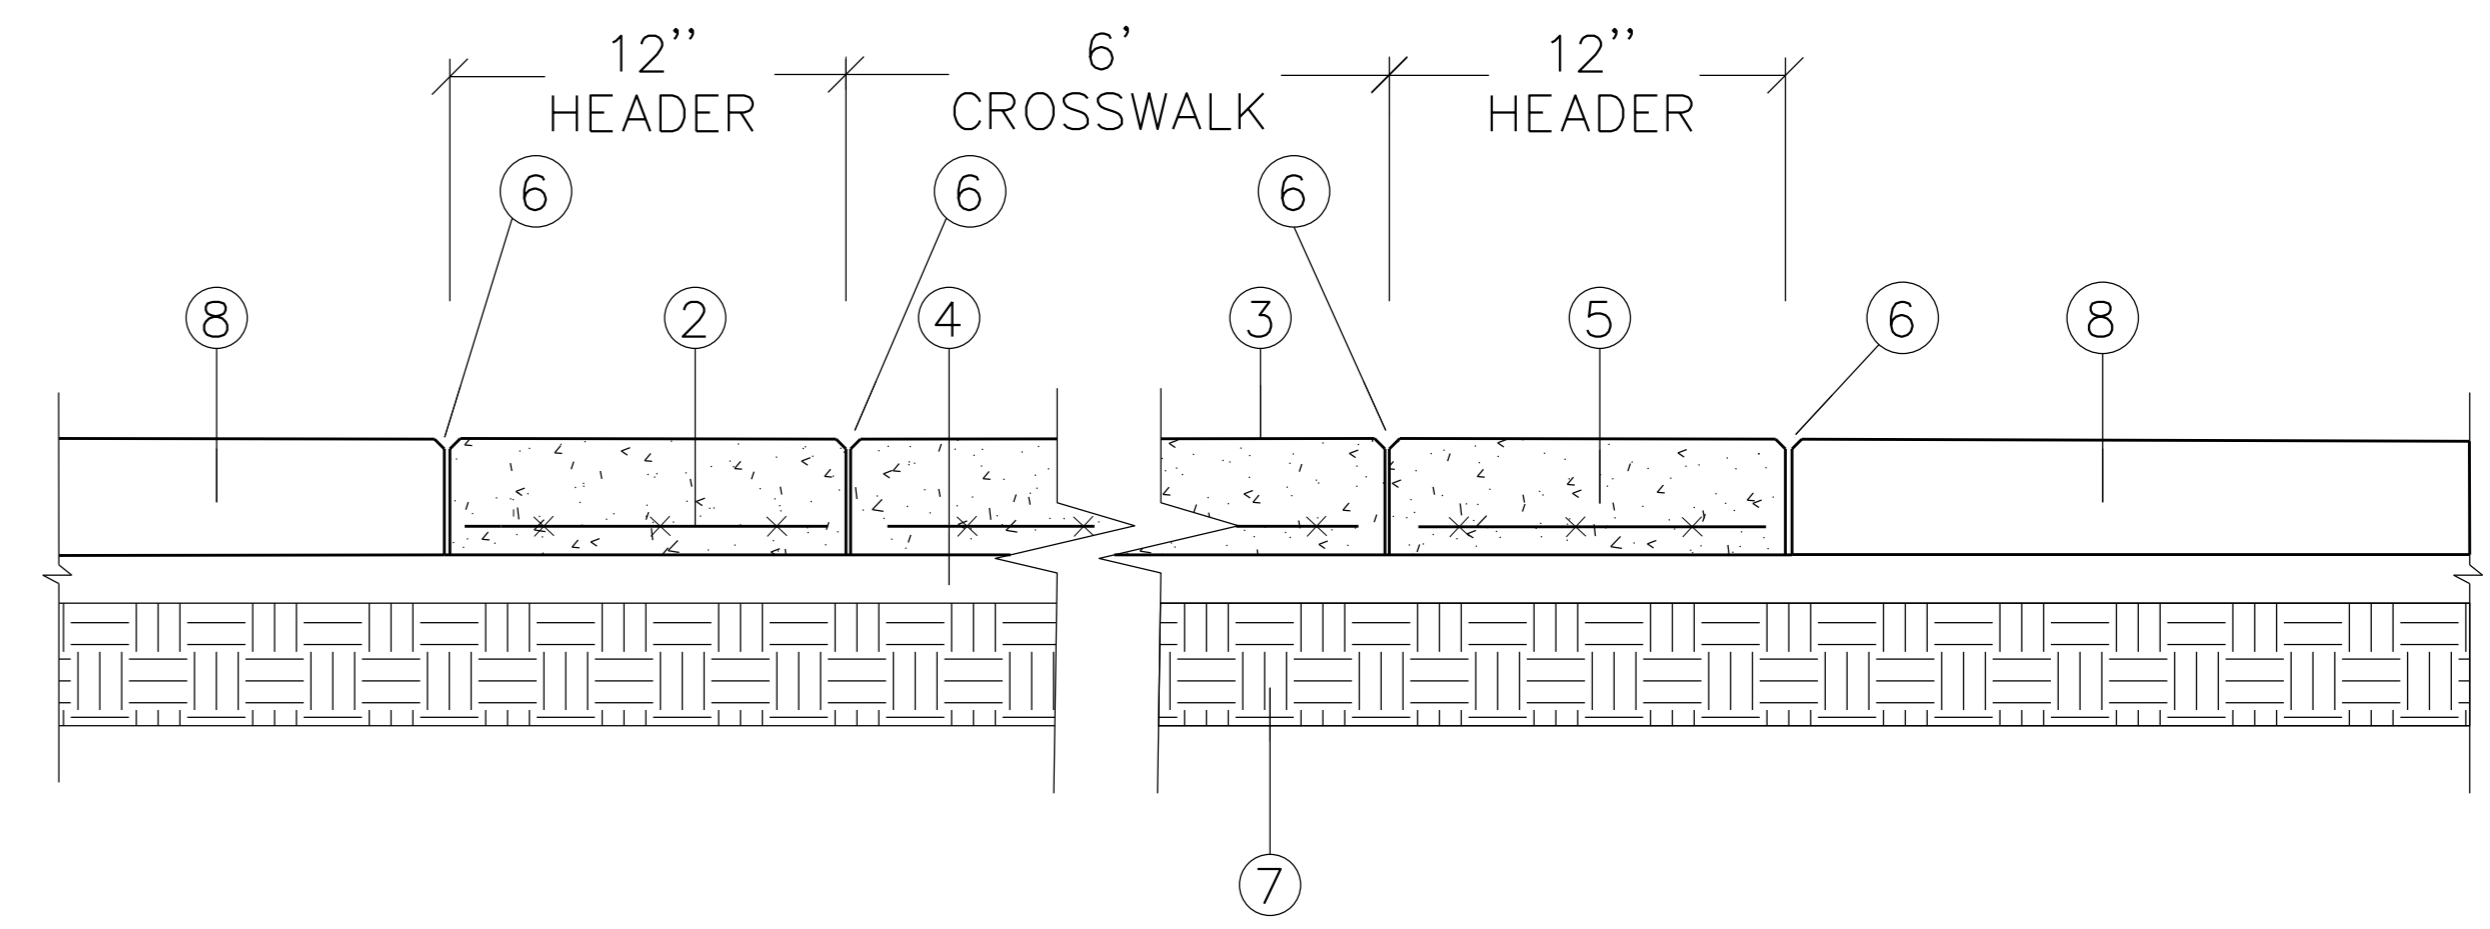 12’’ 6’ 12’’
HEADER CROSSWALK HEADER
6 6 6
8 2 4 3 5 6 8
7